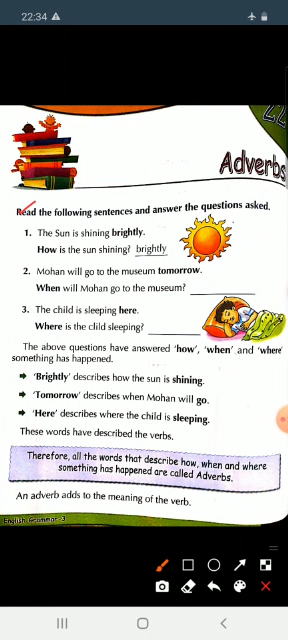 22:34
22
Adverbs
Read the following sentences and answer the questions asked.
1. The Sun is shining brightly.
How is the sun shining? brightly
2. Mohan will go to the museum tomorrow.
When will Mohan go to the museum?
3. The child is sleeping here.
Where is the child sleeping?
The above questions have answered 'how', 'when' and 'where'
something has happened.
'Brightly' describes how the sun is shining.
'Tomorrow' describes when Mohan will go.
'Here' describes where the child is sleeping.
These words have described the verbs.
Therefore, all the words that describe how, when and where
something has happened are called Adverbs.
An adverb adds to the meaning of the verb.
English Grammar-3